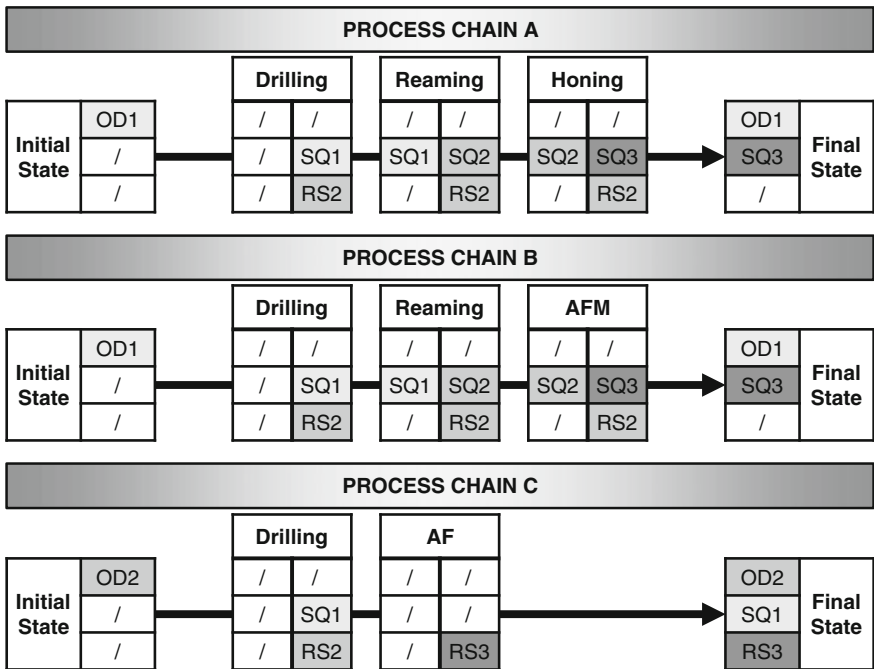 PROCESS CHAIN A
Drilling Reaming Honing
OD1 / / / / / / OD1
Initial State / / SQ1 SQ1 SQ2 SQ2 SQ3 SQ3 Final State
/ / RS2 / RS2 / RS2 /
PROCESS CHAIN B
Drilling Reaming AFM
OD1 / / / / / / OD1
Initial State / / SQ1 SQ1 SQ2 SQ2 SQ3 SQ3 Final State
/ / RS2 / RS2 / RS2 /
PROCESS CHAIN C
Drilling AF
OD2 / / / / OD2
Initial State / / SQ1 / / SQ1 Final State
/ / RS2 / RS3 RS3